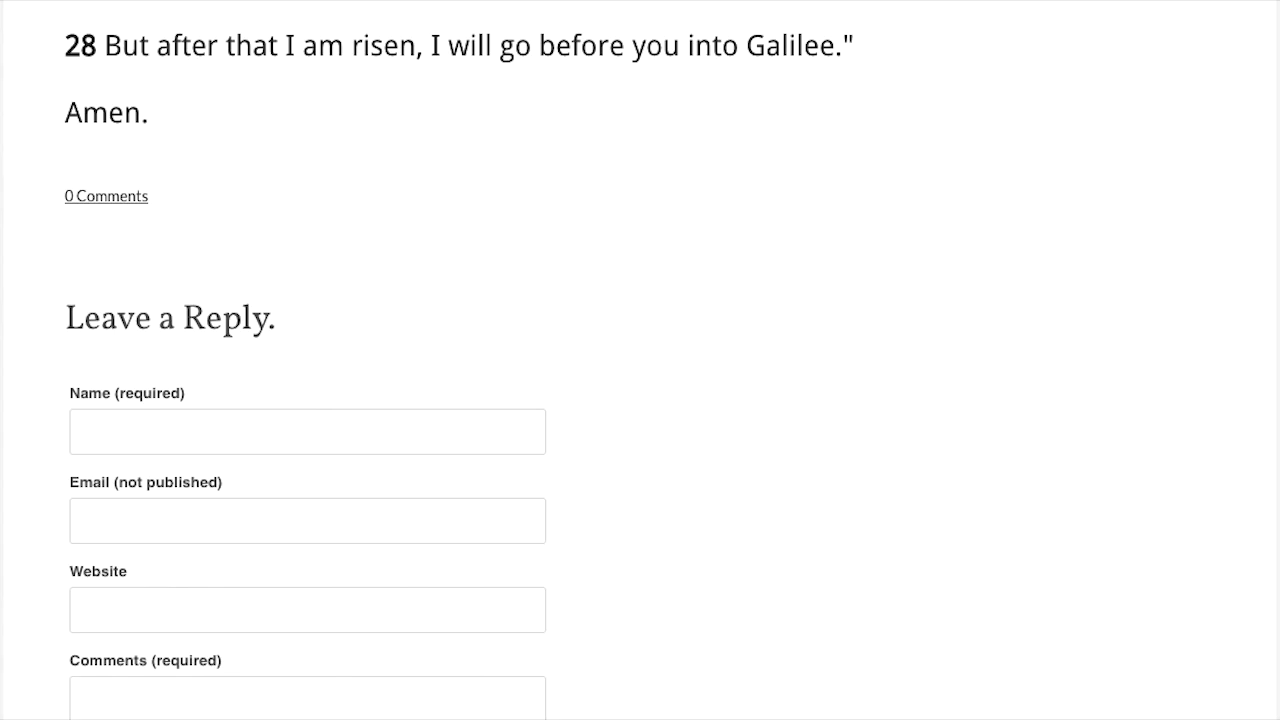 28 But after that I am risen, I will go before you into Galilee."
Amen.
0 Comments
Leave a Reply.
Name (required)
Email (not published)
Website
Comments (required)